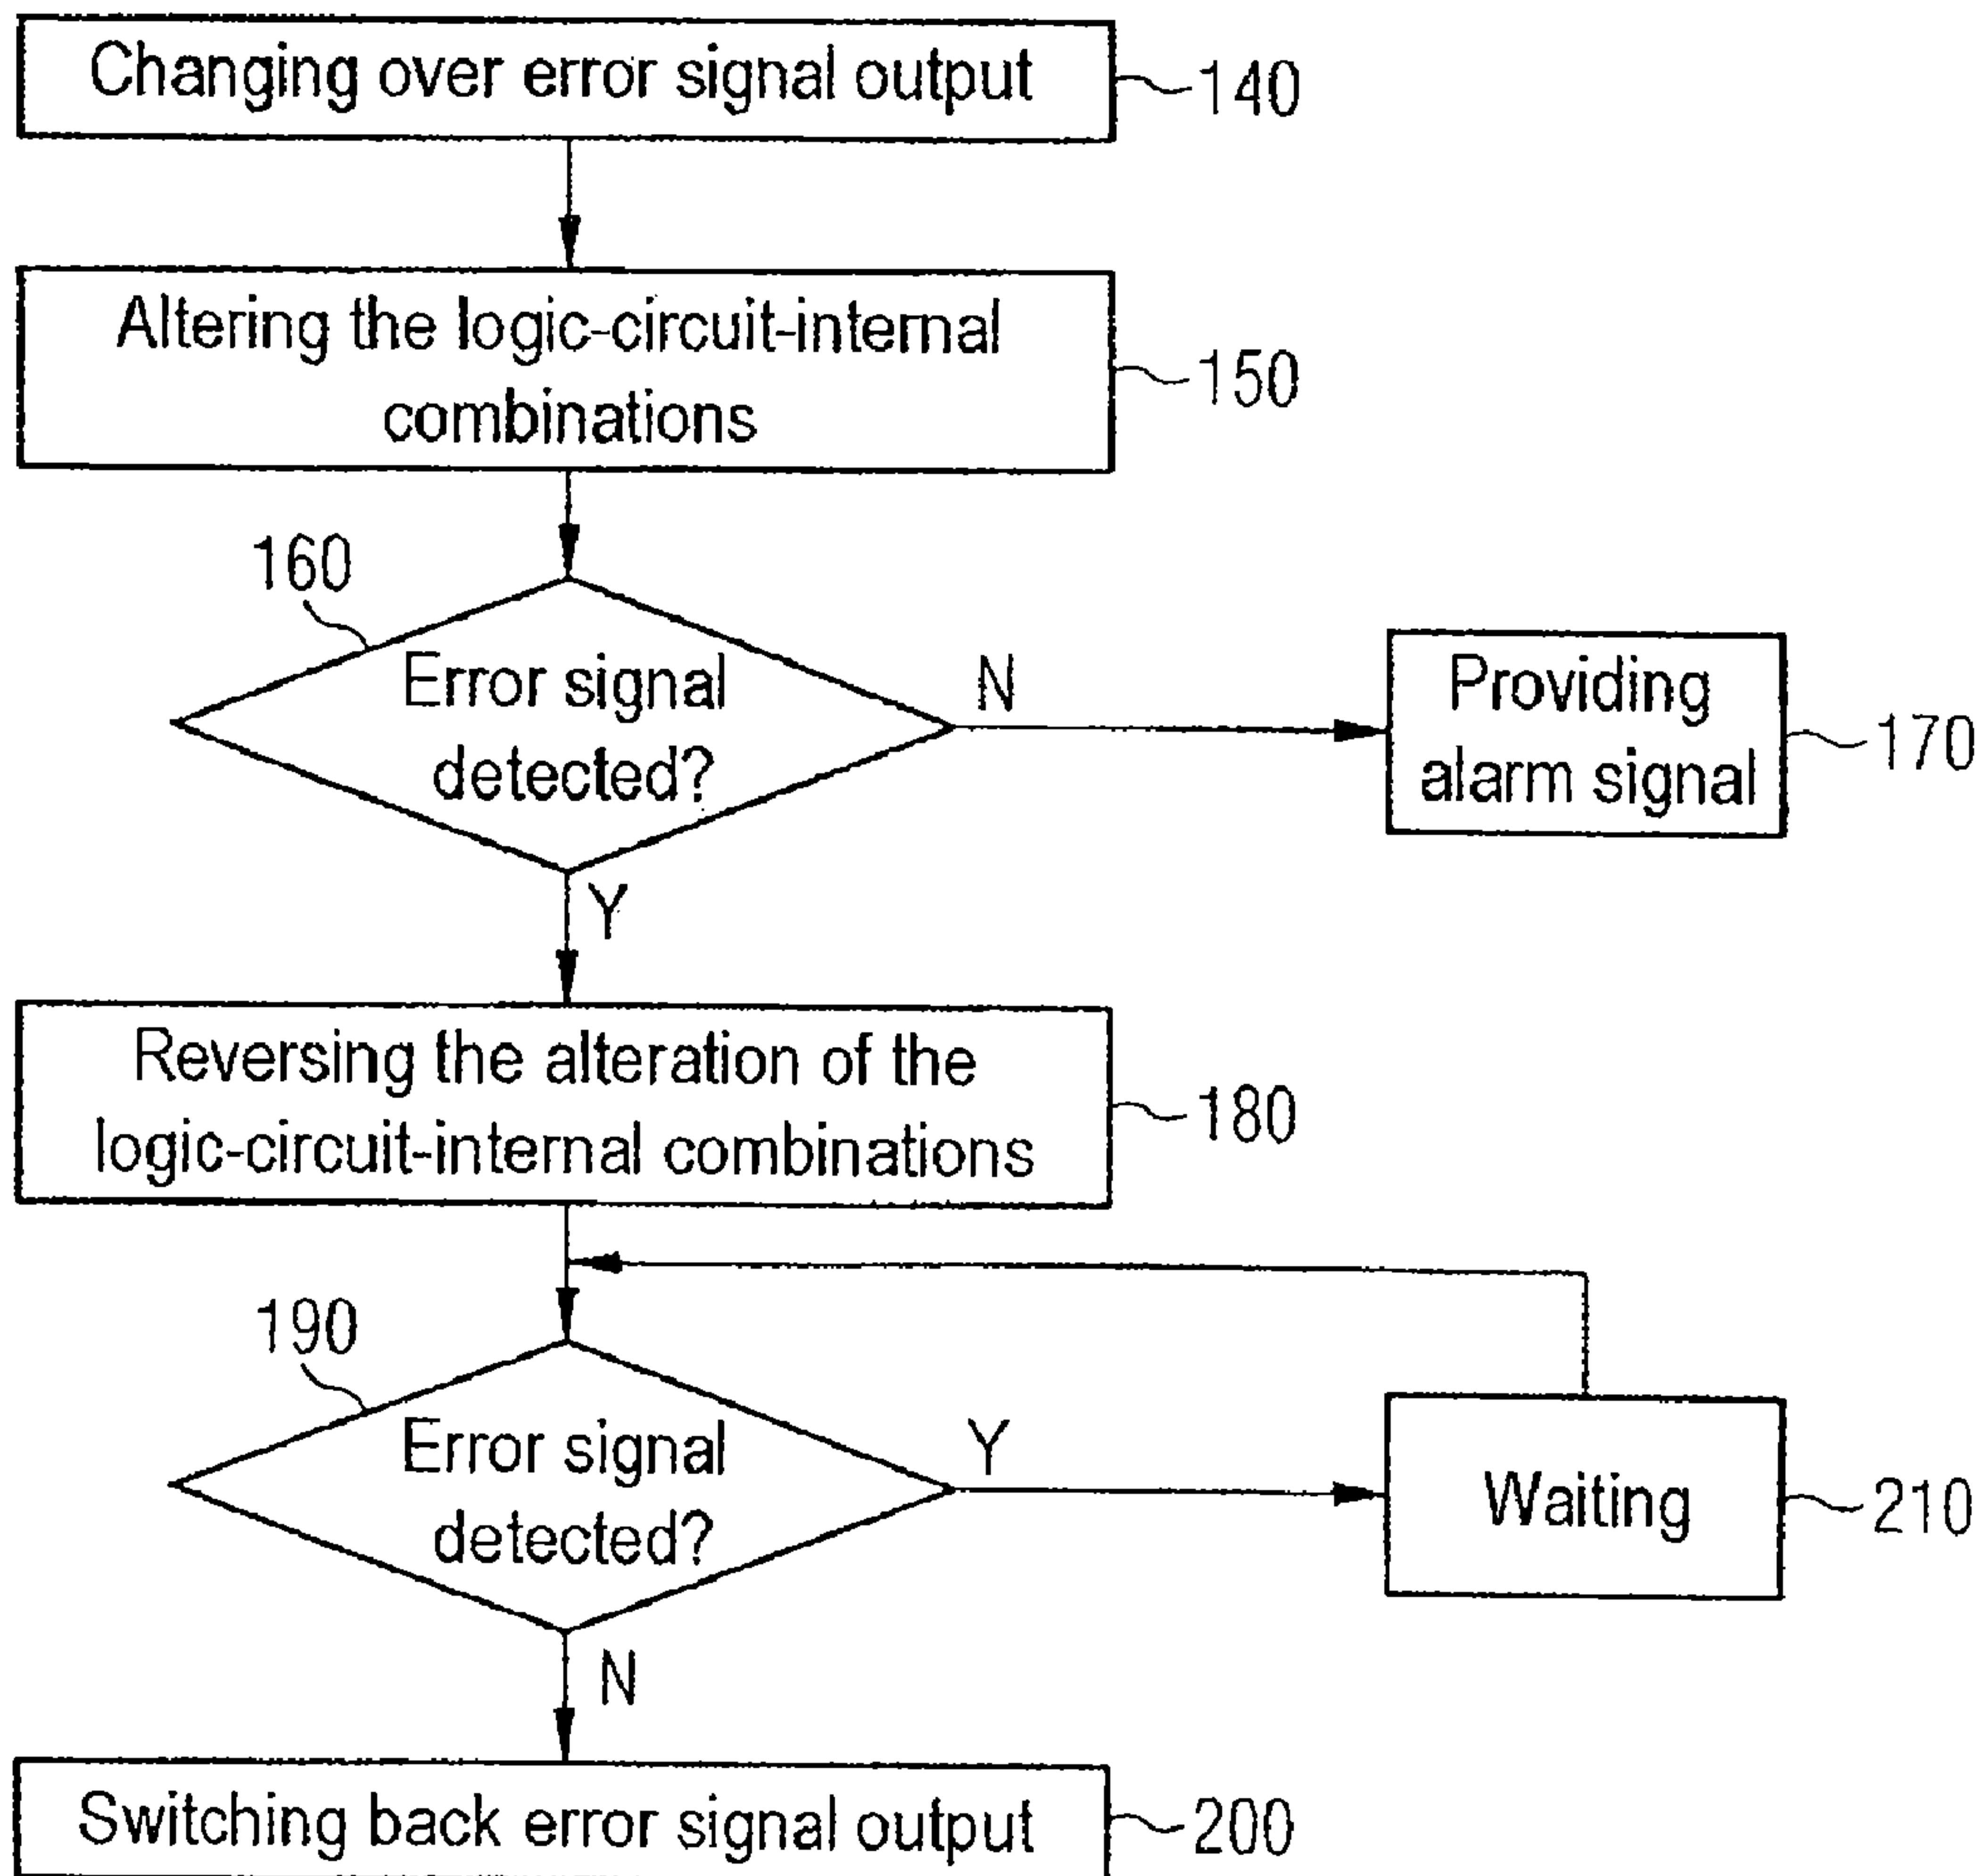 Changing over error signal output
140
Altering the logic-circuit-internal
combinations
150
160
Error signal
detected?
N
Providing
alarm signal
170
Y
Reversing the alteration of the
logic-circuit-internal combinations
180
190
Error signal
detected?
Y
Waiting
210
N
Switching back error signal output
200